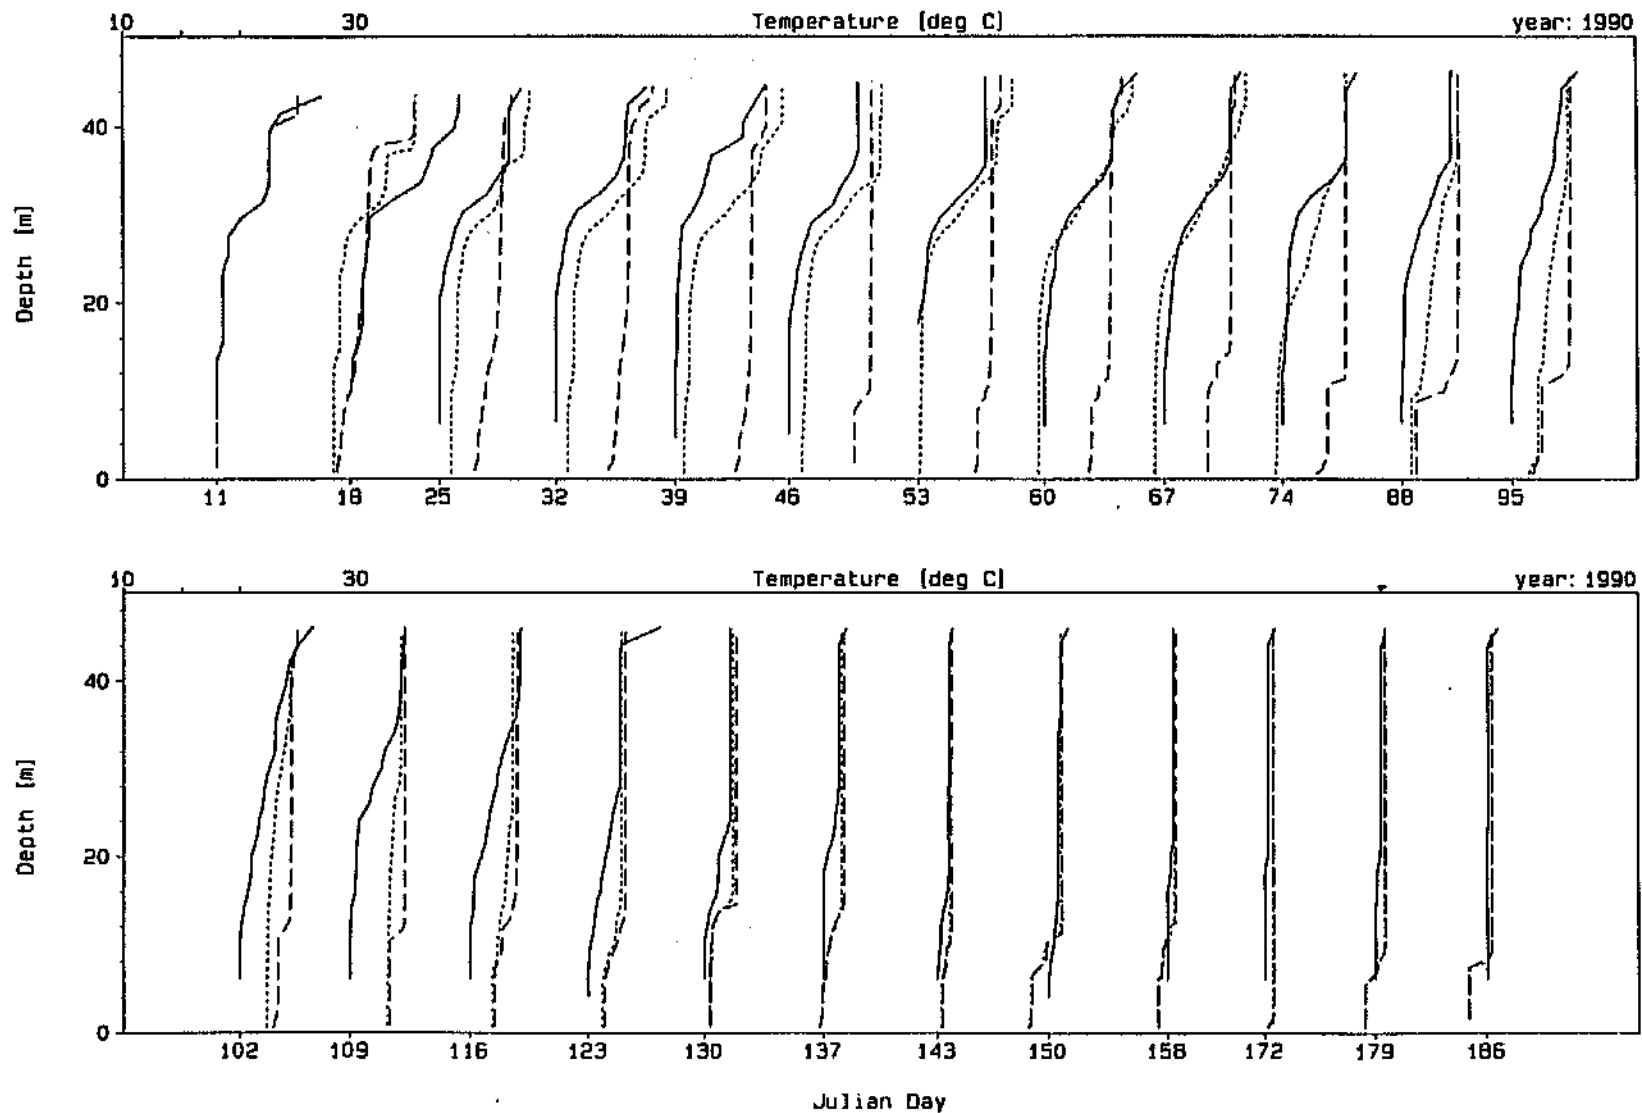 10 30 Temperature [deg C] year: 1990
40
20
0
Depth [m]
11 18 25 32 39 46 53 60 67 74 88 95
10 30 Temperature [deg C] year: 1990
40
20
0
Depth [m]
102 109 116 123 130 137 143 150 158 172 179 186
Julian Day